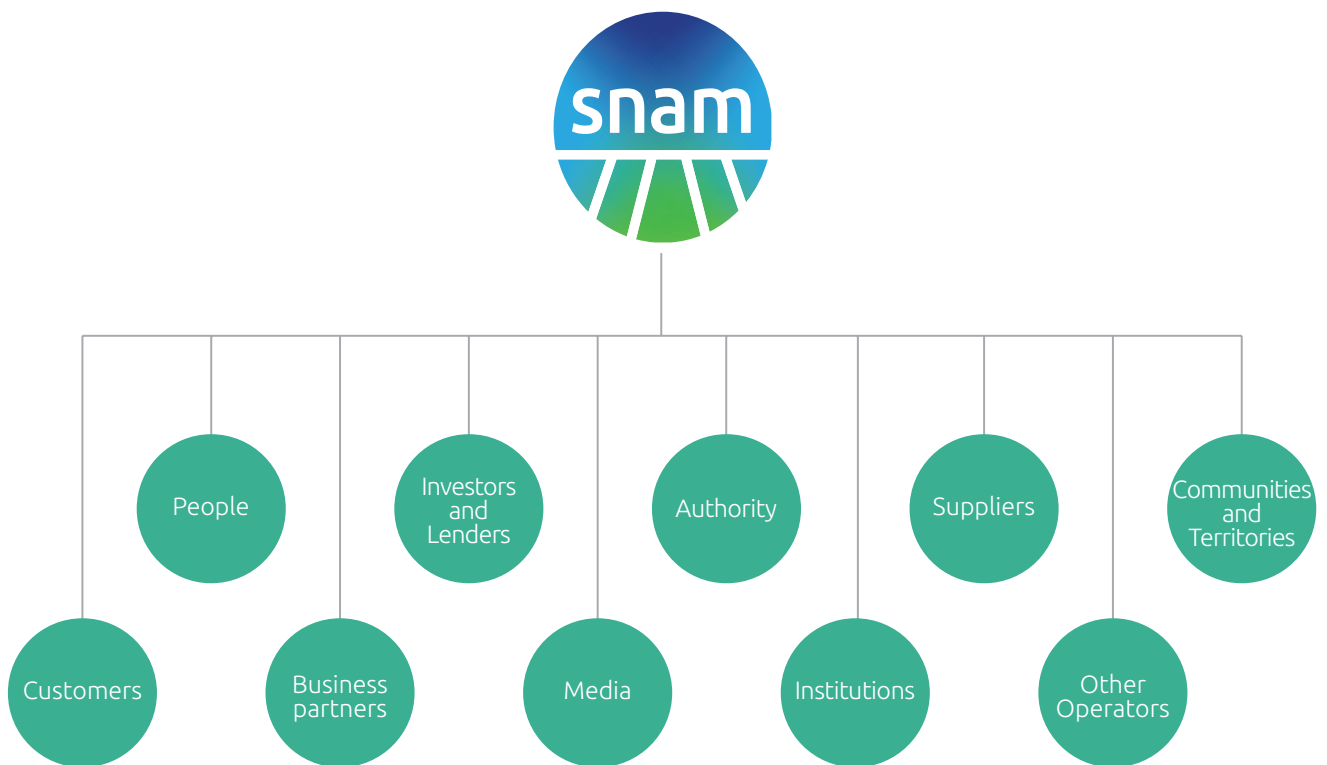 snam
People
Investors
and
Lenders
Authority
Suppliers
Communities
and
Territories
Customers
Business
partners
Media
Institutions
Other
Operators